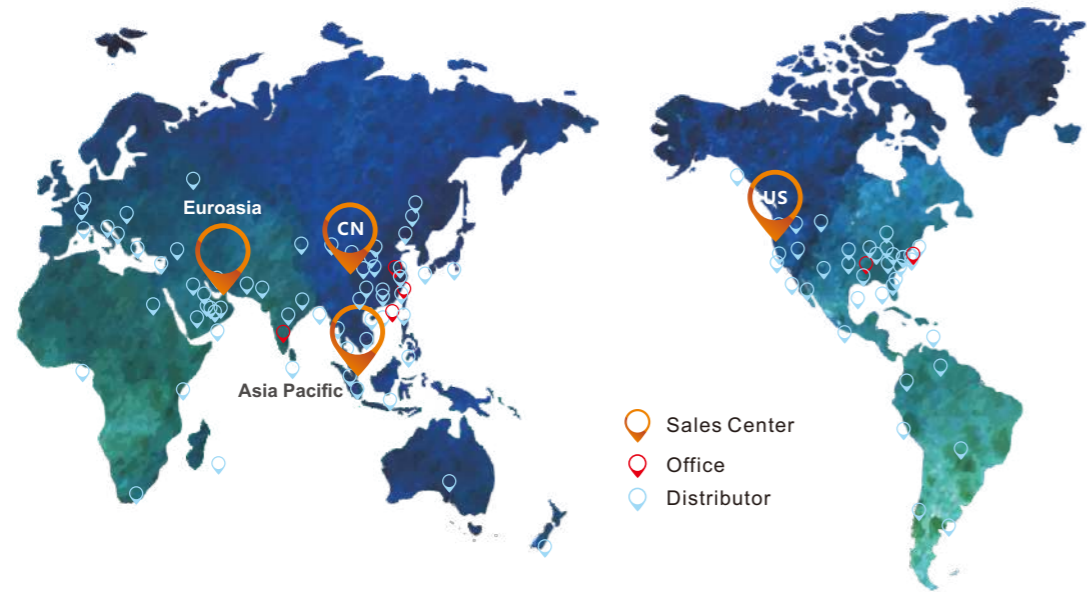 Euroasia
CN
US
Asia Pacific
Sales Center
Office
Distributor